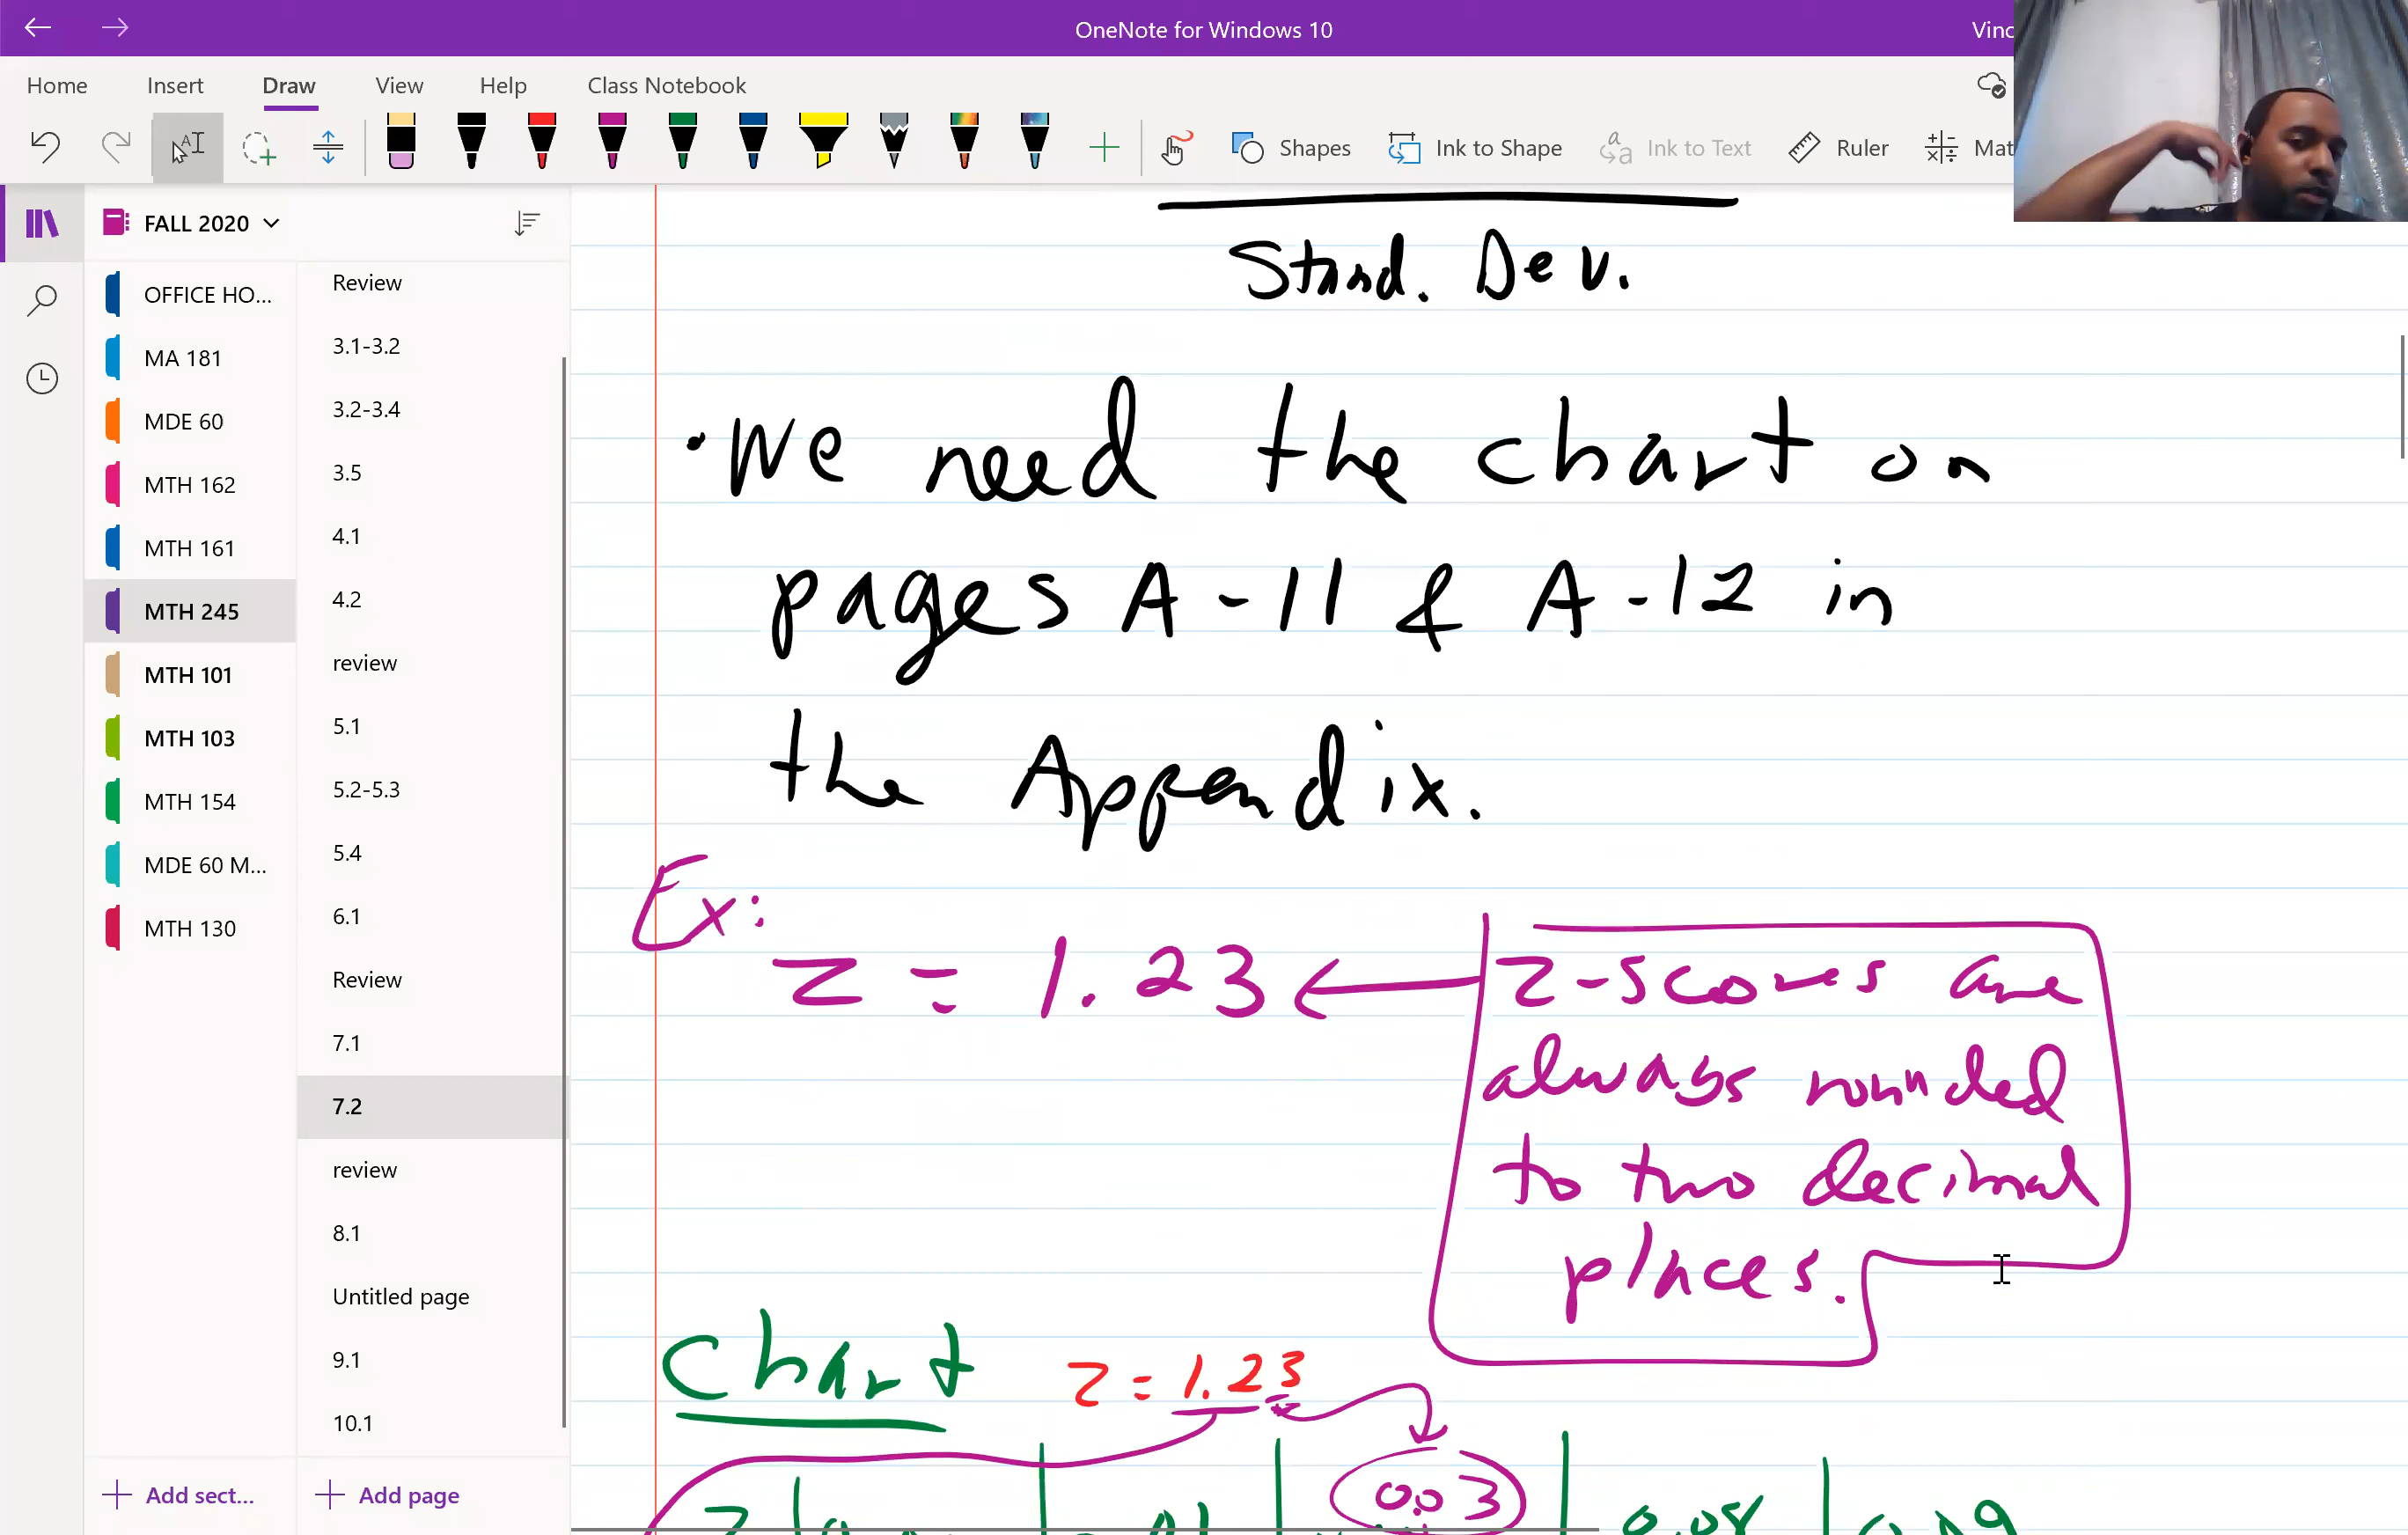 OneNote for Windows 10
Vinc
Home Insert Draw View Help Class Notebook
Shapes Ink to Shape Ink to Text Ruler Mat
FALL 2020
OFFICE HO...
MA 181
MDE 60
MTH 162
MTH 161
MTH 245
MTH 101
MTH 103
MTH 154
MDE 60 M...
MTH 130
Add sect...
Review
3.1-3.2
3.2-3.4
3.5
4.1
4.2
review
5.1
5.2-5.3
5.4
6.1
Review
7.1
7.2
review
8.1
Untitled page
9.1
10.1
Add page
Stand. Dev.
• We need the chart on
pages A-11 & A-12 in
the Appendix.
Ex:
z = 1.23
z-scores are
always rounded
to two decimal
places.
Chart z = 1.23
z 0.03 0.08 0.09